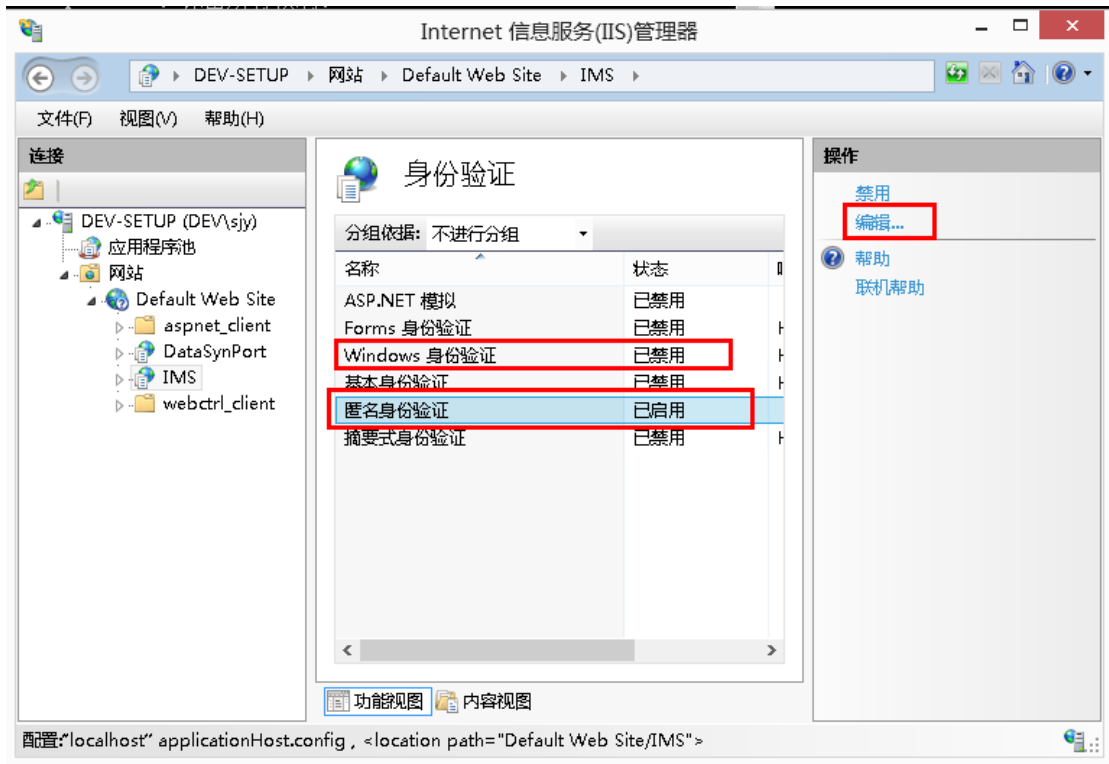 Internet 信息服务(IIS)管理器
DEV-SETUP 网站 Default Web Site IMS
文件(F) 视图(V) 帮助(H)
连接
DEV-SETUP (DEV\sjy)
应用程序池
网站
Default Web Site
aspnet_client
DataSynPort
IMS
webctrl_client
身份验证
分组依据: 不进行分组
名称 状态
ASP.NET 模拟 已禁用
Forms 身份验证 已禁用
Windows 身份验证 已禁用
基本身份验证 已禁用
匿名身份验证 已启用
摘要式身份验证 已禁用
功能视图 内容视图
操作
禁用
编辑...
帮助
联机帮助
配置:"localhost" applicationHost.config , <location path="Default Web Site/IMS">